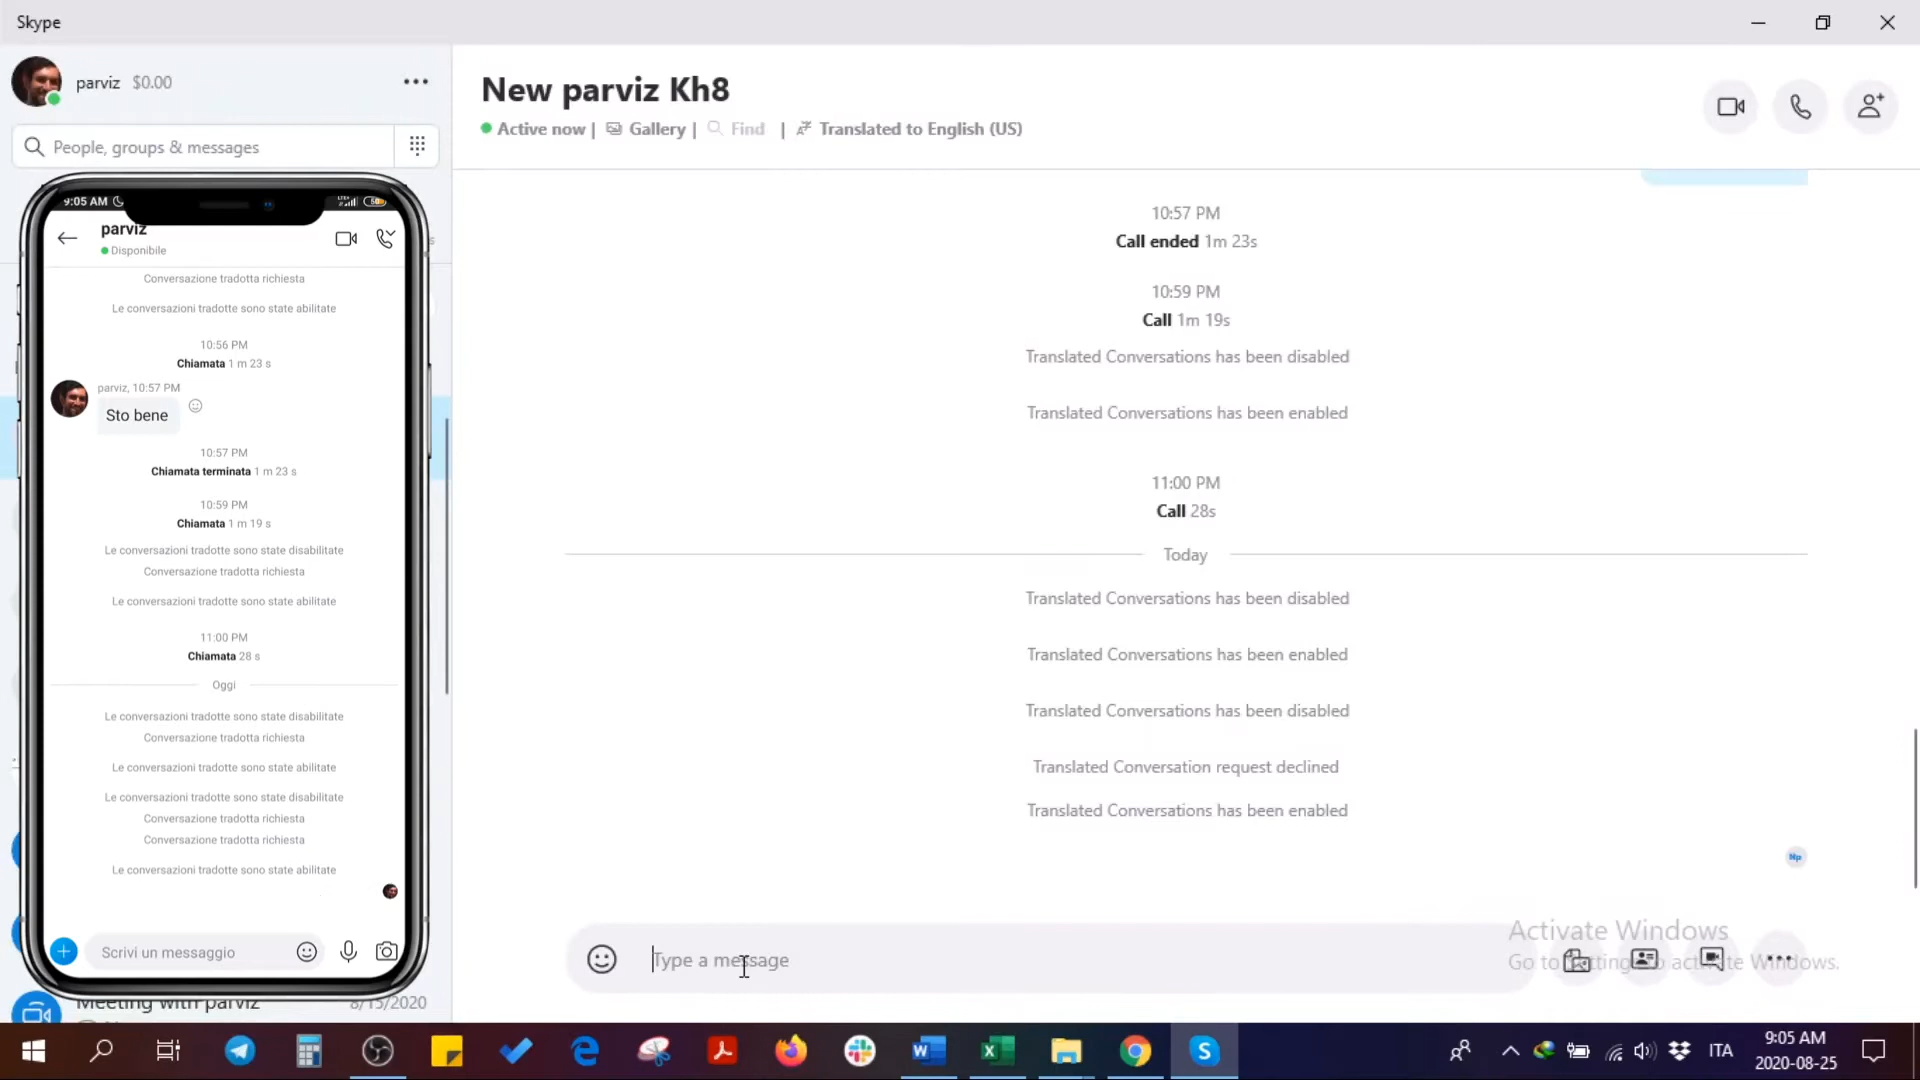 Skype
parviz $0.00
People, groups & messages
9:05 AM
parviz
Disponibile
Conversazione tradotta richiesta
Le conversazioni tradotte sono state abilitate
10:56 PM
Chiamata 1 m 23 s
parviz, 10:57 PM
Sto bene
10:57 PM
Chiamata terminata 1 m 23 s
10:59 PM
Chiamata 1 m 19 s
Le conversazioni tradotte sono state disabilitate
Conversazione tradotta richiesta
Le conversazioni tradotte sono state abilitate
11:00 PM
Chiamata 28 s
Oggi
Le conversazioni tradotte sono state disabilitate
Conversazione tradotta richiesta
Le conversazioni tradotte sono state abilitate
Le conversazioni tradotte sono state disabilitate
Conversazione tradotta richiesta
Conversazione tradotta richiesta
Le conversazioni tradotte sono state abilitate
Scrivi un messaggio
Meeting with parviz 8/15/2020
New parviz Kh8
Active now | Gallery | Find | Translated to English (US)
10:57 PM
Call ended 1m 23s
10:59 PM
Call 1m 19s
Translated Conversations has been disabled
Translated Conversations has been enabled
11:00 PM
Call 28s
Today
Translated Conversations has been disabled
Translated Conversations has been enabled
Translated Conversations has been disabled
Translated Conversation request declined
Translated Conversations has been enabled
Np
Type a message
Activate Windows
Go to Settings to activate Windows.
ITA
9:05 AM
2020-08-25